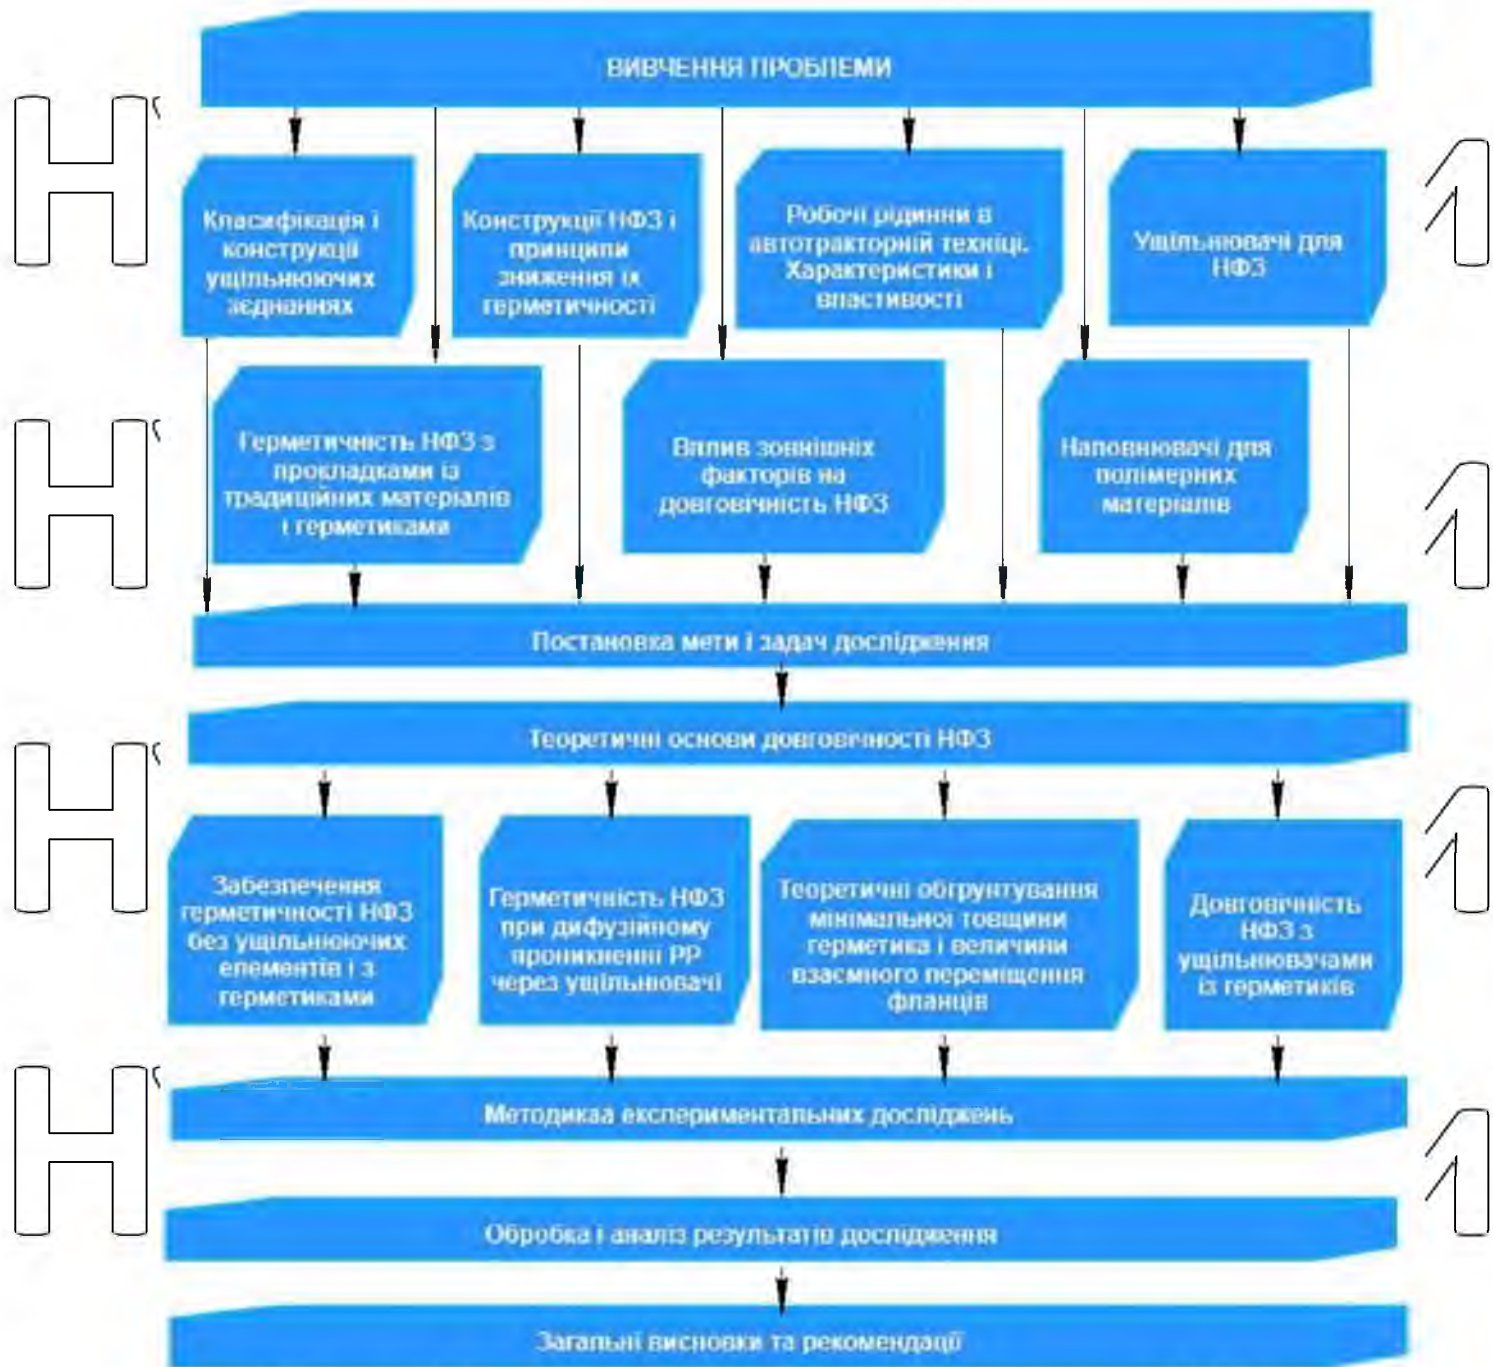 ВИВЧЕННЯ ПРОБЛЕМИ
Класифікація і
конструкції
ущільнюючих
зєднаннях
Конструкції НФЗ і
принципи
зниження їх
герметичності
Робочі рідинни в
автотракторній техніці.
Характеристики і
властивості
Ущільнювачі для
НФЗ
Герметичність НФЗ з
прокладками із
традиційних матеріалів
і герметиками
Вплив зовнішніх
факторів на
довговічність НФЗ
Наповнювачі для
полімерних
матеріалів
Постановка мети і задач дослідження
Теоретичні основи довговічності НФЗ
Забезпечення
герметичності НФЗ
без ущільнюючих
елементів і з
герметиками
Герметичність НФЗ
при дифузійному
проникненні РР
через ущільнювачі
Теоретичні обгрунтування
мінімальної товщини
герметика і величини
взаємного переміщення
фланців
Довговічність
НФЗ з
ущільнювачами
із герметиків
Методикаа експериментальних досліджень
Обробка і аналіз результатів дослідження
Загальні висновки та рекомендації
Н
Н
Н
Н